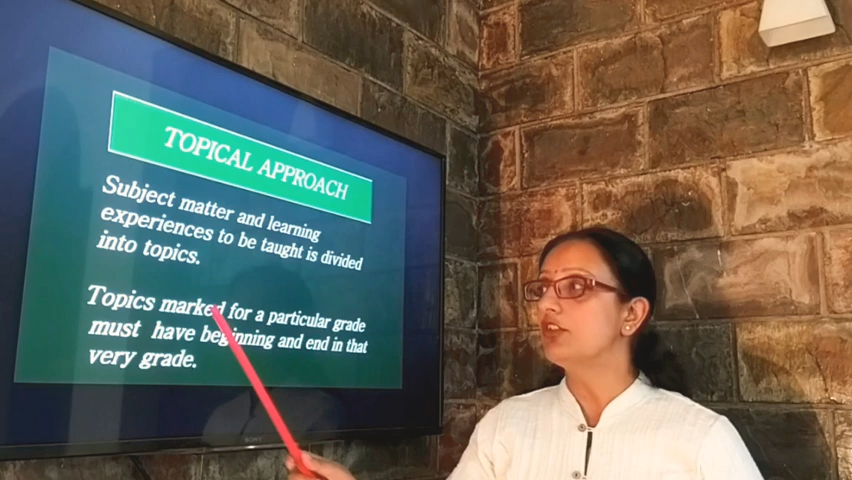 TOPICAL APPROACH
Subject matter and learning
experiences to be taught is divided
into topics.
Topics marked for a particular grade
must have beginning and end in that
very grade.
SONY